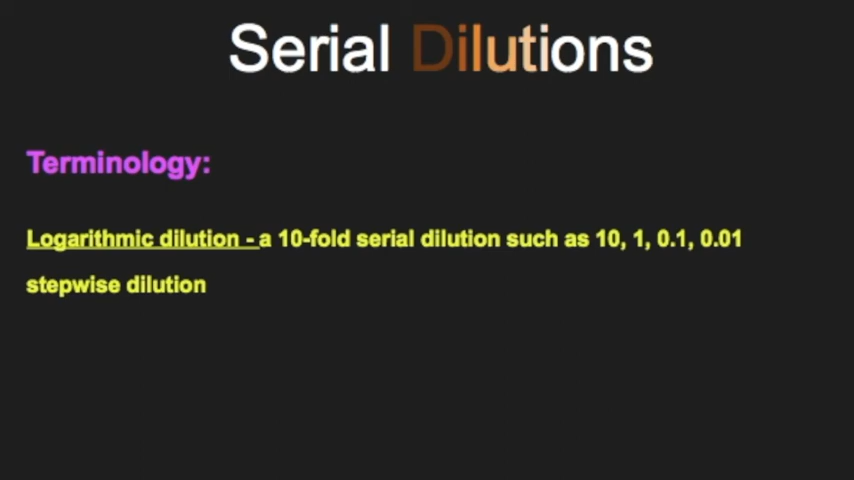 Serial Dilutions
Terminology:
Logarithmic dilution - a 10-fold serial dilution such as 10, 1, 0.1, 0.01
stepwise dilution